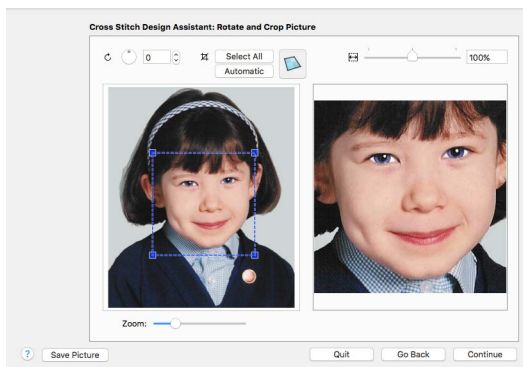 Cross Stitch Design Assistant: Rotate and Crop Picture
0
Select All
100%
Automatic
Zoom:
?
Save Picture
Quit
Go Back
Continue